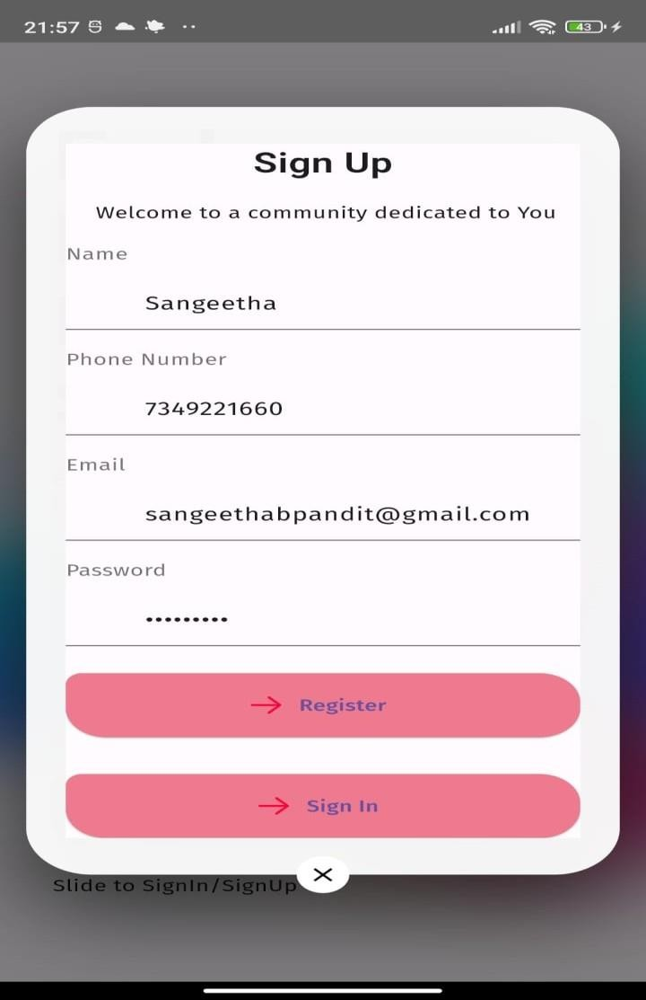 21:57
43
Sign Up
Welcome to a community dedicated to You
Name
Sangeetha
Phone Number
7349221660
Email
sangeethabpandit@gmail.com
Password
•••••••••
Register
Sign In
Slide to SignIn/SignUp